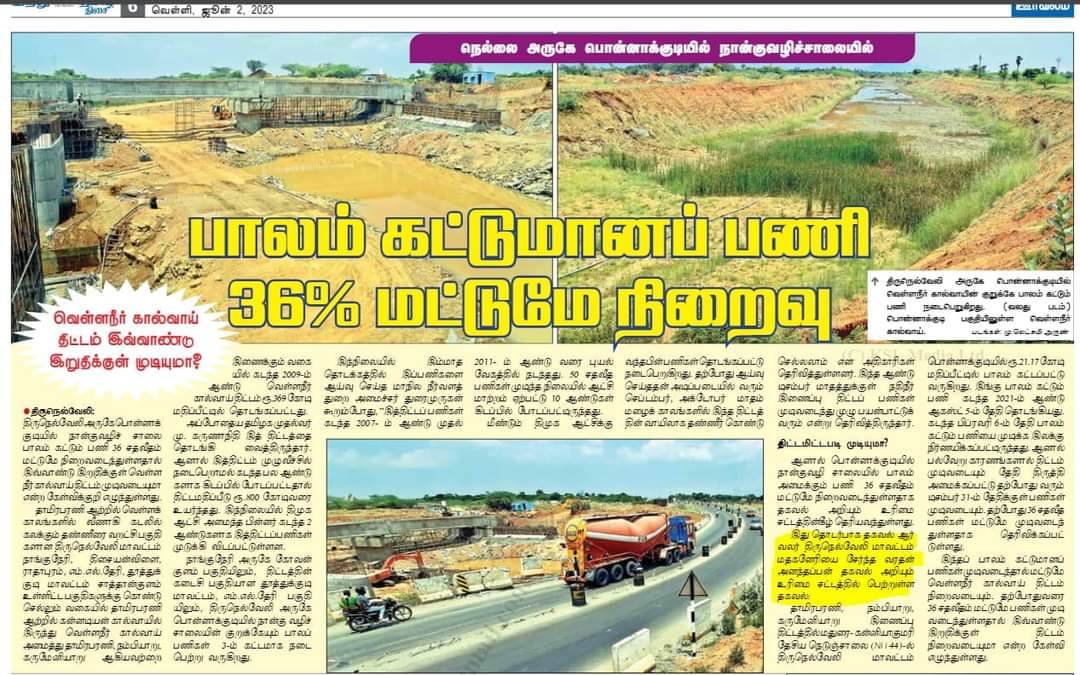 6 வெள்ளி, ஜூன் 2, 2023
நெல்லை அருகே பொன்னாக்குடியில் நான்குவழிச்சாலையில்
பாலம் கட்டுமானப் பணி
36% மட்டுமே நிறைவு
வெள்ளநீர் கால்வாய்
திட்டம் இவ்வாண்டு
இறுதிக்குள் முடியுமா?
↑ திருநெல்வேலி அருகே பொன்னாக்குடியில்
வெள்ளநீர் கால்வாயின் குறுக்கே பாலம் கட்டும்
பணி நடைபெறுகிறது. (வலது படம்)
பொன்னாக்குடி பகுதியிலுள்ள வெள்ளநீர்
கால்வாய். படங்கள்: மு.லெட்சுமி அருண்
● திருநெல்வேலி:
திருநெல்வேலி அருகே பொன்னாக்
குடியில் நான்குவழிச் சாலை
பாலம் கட்டும் பணி 36 சதவீதம்
மட்டுமே நிறைவடைந்துள்ளதால்
இவ்வாண்டு இறுதிக்குள் வெள்ள
நீர் கால்வாய் திட்டம் முடிவடையுமா
என்ற கேள்விக்குறி எழுந்துள்ளது.
தாமிரபரணி ஆற்றில் வெள்ளக்
காலங்களில் வீணாகி கடலில்
கலக்கும் தண்ணீரை வறட்சி பகுதி
களான திருநெல்வேலி மாவட்டம்
நாங்குநேரி, திசையன்விளை,
ராதாபுரம், எம்.எல்.தேரி, தூத்துக்
குடி மாவட்டம் சாத்தான்குளம்
உள்ளிட்ட பகுதிகளுக்கு கொண்டு
செல்லும் வகையில் தாமிரபரணி
ஆற்றில் கன்னடியன் கால்வாயில்
இருந்து வெள்ளநீர் கால்வாய்
அமைத்து தாமிரபரணி, நம்பியாறு,
கருமேனியாறு ஆகியவற்றை
இணைக்கும் வகை
யில் கடந்த 2009-ம்
ஆண்டு வெள்ளநீர்
கால்வாய் திட்டம் ரூ.369 கோடி
மதிப்பீட்டில் தொடங்கப்பட்டது.
அப்போதைய தமிழக முதல்வர்
மு. கருணாநிதி இத் திட்டத்தை
தொடங்கி வைத்திருந்தார்.
ஆனால் இத்திட்டம் முழுவீச்சில்
நடைபெறாமல் கடந்த பல ஆண்டு
களாக கிடப்பில் போடப்பட்டதால்
திட்டமதிப்பீடு ரூ.800 கோடிவரை
உயர்ந்தது. இந்நிலையில் திமுக
ஆட்சி அமைந்த பின்னர் கடந்த 2
ஆண்டுகளாக இத்திட்டப்பணிகள்
முடுக்கி விடப்பட்டுள்ளன.
நாங்குநேரி அருகே கோவன்
குளம் பகுதியிலும், திட்டத்தின்
கடைசி பகுதியான தூத்துக்குடி
மாவட்டம், எம்.எல்.தேரி பகுதி
யிலும், திருநெல்வேலி அருகே
பொன்னாக்குடியில் நான்கு வழிச்
சாலையின் குறுக்கேயும் பாலப்
பணிகள் 3-ம் கட்டமாக நடை
பெற்று வருகிறது.
இந்நிலையில் இம்மாத
தொடக்கத்தில் இப்பணிகளை
ஆய்வு செய்த மாநில நீர்வளத்
துறை அமைச்சர் துரைமுருகன்
கூறும்போது, "இத்திட்டப் பணிகள்
கடந்த 2007- ம் ஆண்டு முதல்
2011- ம் ஆண்டு வரை புயல்
வேகத்தில் நடந்தது. 50 சதவீத
பணிகள் முடிந்த நிலையில் ஆட்சி
மாற்றம் ஏற்பட்டு 10 ஆண்டுகள்
கிடப்பில் போடப்பட்டிருந்தது.
மீண்டும் திமுக ஆட்சிக்கு
வந்தபின் பணிகள் தொடங்கப்பட்டு
நடைபெறுகிறது. தற்போது ஆய்வு
செய்ததன் அடிப்படையில் வரும்
செப்டம்பர், அக்டோபர் மாதம்
மழைக் காலங்களில் இந்த திட்டத்
தின் வாயிலாக தண்ணீர் கொண்டு
செல்லலாம் என அதிகாரிகள்
தெரிவித்துள்ளனர். இந்த ஆண்டு
டிசம்பர் மாதத்துக்குள் நதிநீர்
இணைப்பு திட்டப் பணிகள்
முடிவடைந்து முழு பயன்பாட்டுக்கு
வரும் என்று தெரிவித்திருந்தார்.
திட்டமிட்டபடி முடியுமா?
ஆனால் பொன்னாக்குடியில்
நான்குவழி சாலையில் பாலம்
அமைக்கும் பணி 36 சதவீதம்
மட்டுமே நிறைவடைந்துள்ளதாக
தகவல் அறியும் உரிமை
சட்டத்தின்கீழ் தெரியவந்துள்ளது.
இது தொடர்பாக தகவல் ஆர்
வலர் திருநெல்வேலி மாவட்டம்
மதகனேரியை சேர்ந்த வரதன்
அனந்தப்பன் தகவல் அறியும்
உரிமை சட்டத்தில் பெற்றுள்ள
தகவல்:
தாமிரபரணி, நம்பியாறு,
கருமேனியாறு இணைப்பு
திட்டத்தில் மதுரை- கன்னியாகுமரி
தேசிய நெடுஞ்சாலை (NH 44)-ல்
திருநெல்வேலி மாவட்டம்
பொன்னாக்குடியில் ரூ.21.17 கோடி
மதிப்பீட்டில் பாலம் கட்டப்பட்டு
வருகிறது. இங்கு பாலம் கட்டும்
பணி கடந்த 2021-ம் ஆண்டு
ஆகஸ்ட் 5-ம் தேதி தொடங்கியது.
கடந்த பிப்ரவரி 6-ம் தேதி பாலம்
கட்டும் பணியை முடிக்க இலக்கு
நிர்ணயிக்கப்பட்டிருந்தது. ஆனால்
பல்வேறு காரணங்களால் திட்டம்
முடிவடையும் தேதி திருத்தி
அமைக்கப்பட்டு தற்போது வரும்
டிசம்பர் 31-ம் தேதிக்குள் பணிகள்
முடிவடையும். தற்போது 36 சதவீத
பணிகள் மட்டுமே முடிவடைந்
துள்ளதாக தெரிவிக்கப்பட்
டுள்ளது.
இந்தப் பாலம் கட்டுமானப்
பணிகள் முடிவடைந்தால் மட்டுமே
வெள்ளநீர் கால்வாய் திட்டம்
நிறைவடையும். தற்போதுவரை
36 சதவீதம் மட்டுமே பணிகள் முடி
வடைந்துள்ளதால் இவ்வாண்டு
இறுதிக்குள் திட்டம்
நிறைவடையுமா என்ற கேள்வி
எழுந்துள்ளது.